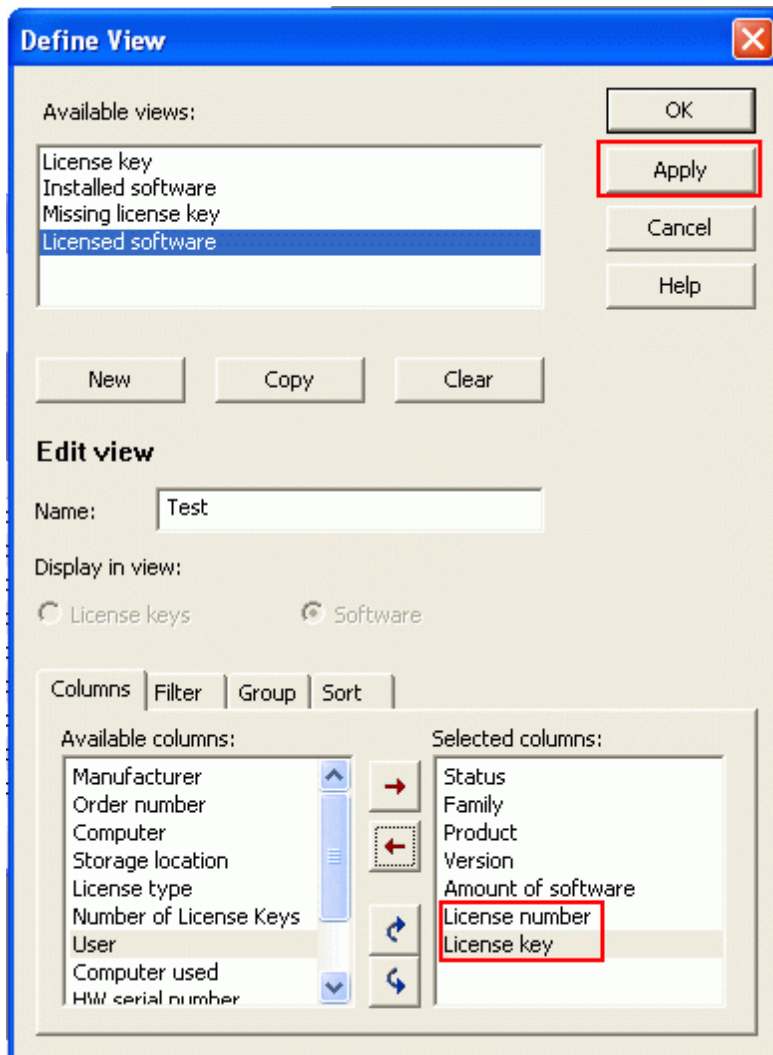 Define View
Available views:
OK
License key
Installed software
Missing license key
Licensed software
Apply
Cancel
Help
New
Copy
Clear
Edit view
Name:
Test
Display in view:
License keys
Software
Columns
Filter
Group
Sort
Available columns:
Manufacturer
Order number
Computer
Storage location
License type
Number of License Keys
User
Computer used
HW serial number
Selected columns:
Status
Family
Product
Version
Amount of software
License number
License key